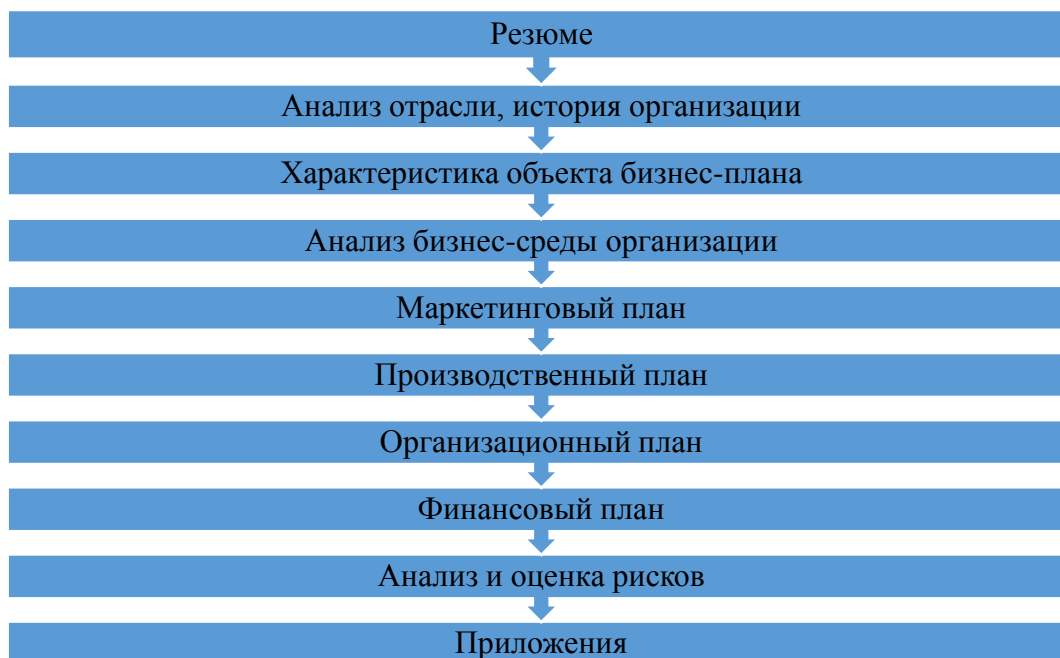 Резюме
Анализ отрасли, история организации
Характеристика объекта бизнес-плана
Анализ бизнес-среды организации
Маркетинговый план
Производственный план
Организационный план
Финансовый план
Анализ и оценка рисков
Приложения